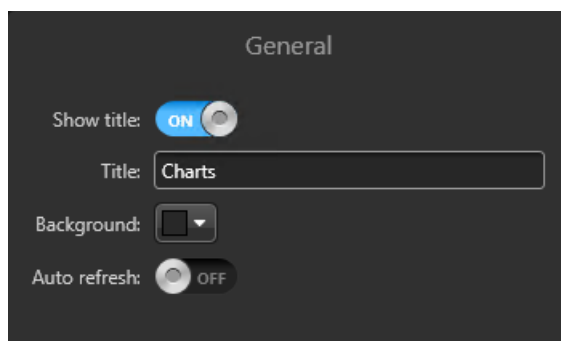 General
Show title: ON
Title: Charts
Background:
Auto refresh: OFF